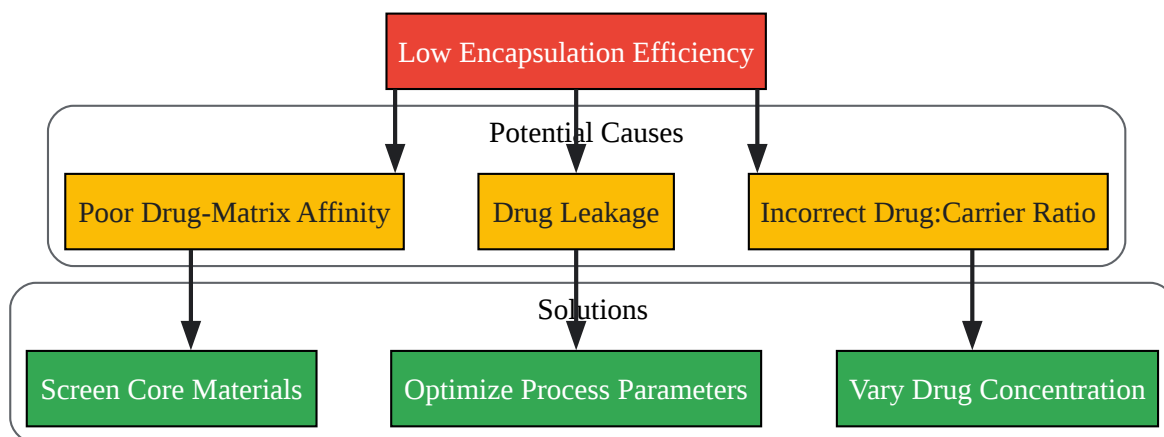 Low Encapsulation Efficiency
Potential Causes
Poor Drug-Matrix Affinity
Drug Leakage
Incorrect Drug:Carrier Ratio
Solutions
Screen Core Materials
Optimize Process Parameters
Vary Drug Concentration